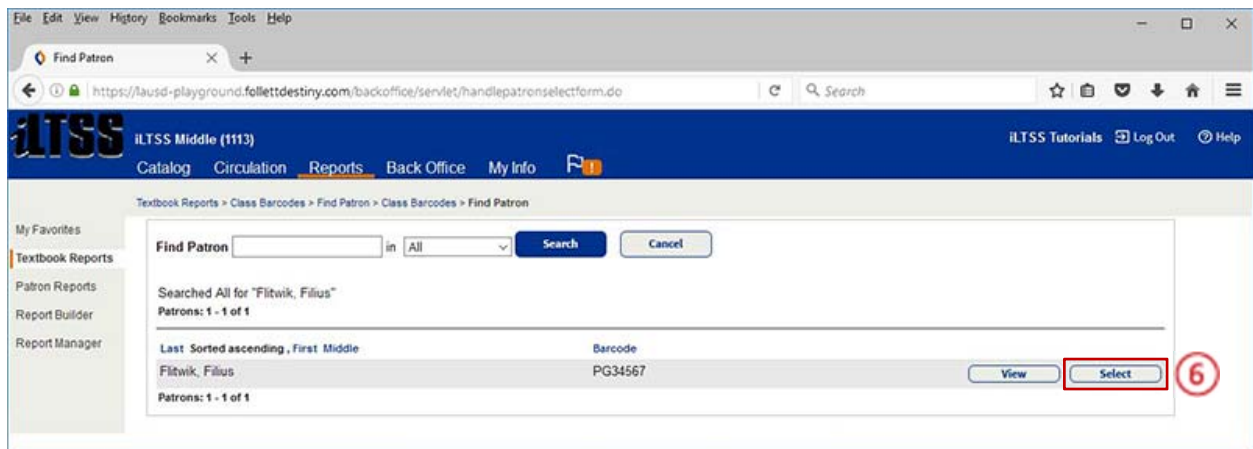 File Edit View History Bookmarks Tools Help
Find Patron
https://lausd-playground.follettdestiny.com/backoffice/servlet/handlepatronselectform.do
Search
iLTSS
iLTSS Middle (1113)
iLTSS Tutorials Log Out Help
Catalog Circulation Reports Back Office My Info
Textbook Reports > Class Barcodes > Find Patron > Class Barcodes > Find Patron
My Favorites
Textbook Reports
Patron Reports
Report Builder
Report Manager
Find Patron in All Search Cancel
Searched All for "Flitwik, Filius"
Patrons: 1 - 1 of 1
Last Sorted ascending , First Middle Barcode
Flitwik, Filius PG34567 View Select 6
Patrons: 1 - 1 of 1